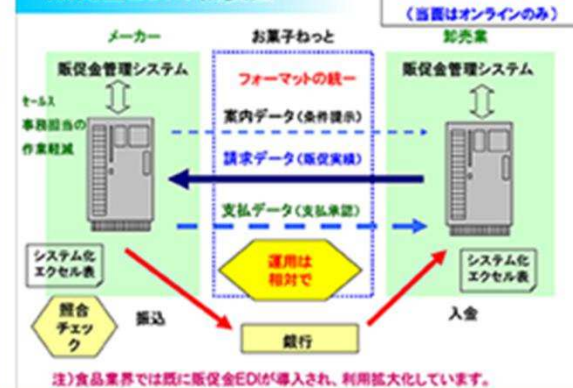 (当面はオンラインのみ)
メーカー
お菓子ねっと
卸売業
販促金管理システム
フォーマットの統一
販促金管理システム
セールス
事務担当の
作業軽減
案内データ(条件提示)
請求データ(販促実績)
支払データ(支払承認)
システム化
エクセル表
運用は
相対で
システム化
エクセル表
照合
チェッ
ク
振込
銀行
入金
注)食品業界では既に販促金EDIが導入され、利用拡大化しています。